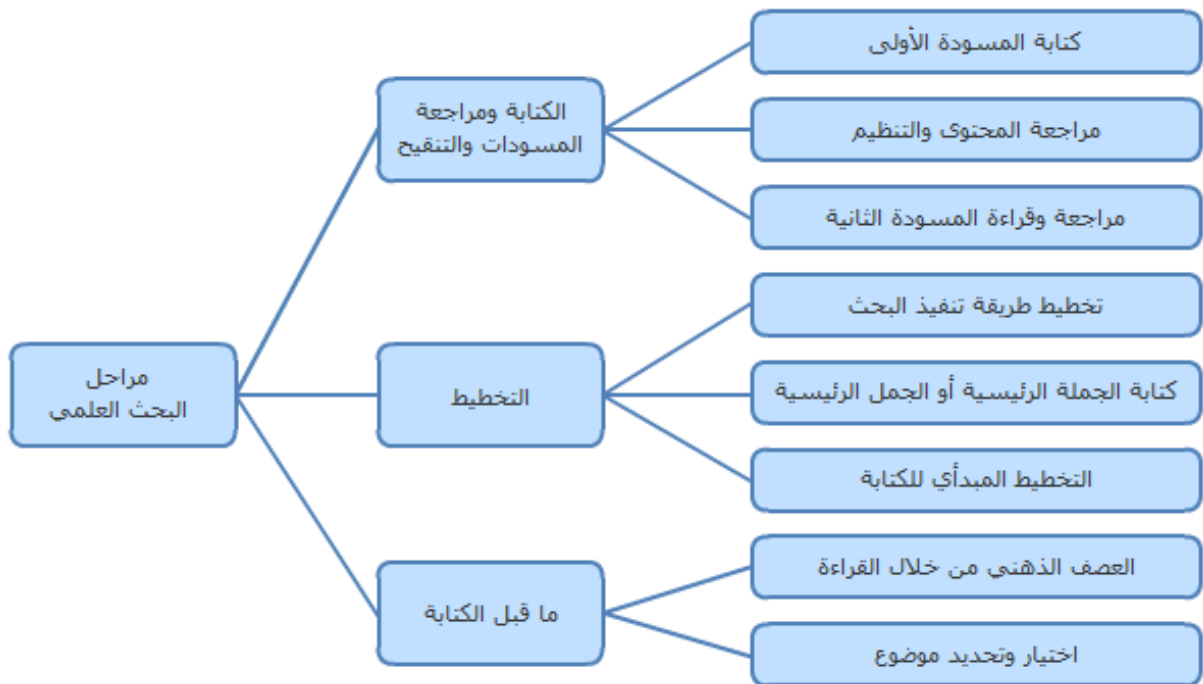 مراحل
البحث العلمي
الكتابة ومراجعة
المسودات والتنقيح
كتابة المسودة الأولى
مراجعة المحتوى والتنظيم
مراجعة وقراءة المسودة الثانية
التخطيط
تخطيط طريقة تنفيذ البحث
كتابة الجملة الرئيسية أو الجمل الرئيسية
التخطيط المبدأي للكتابة
ما قبل الكتابة
العصف الذهني من خلال القراءة
اختيار وتحديد موضوع